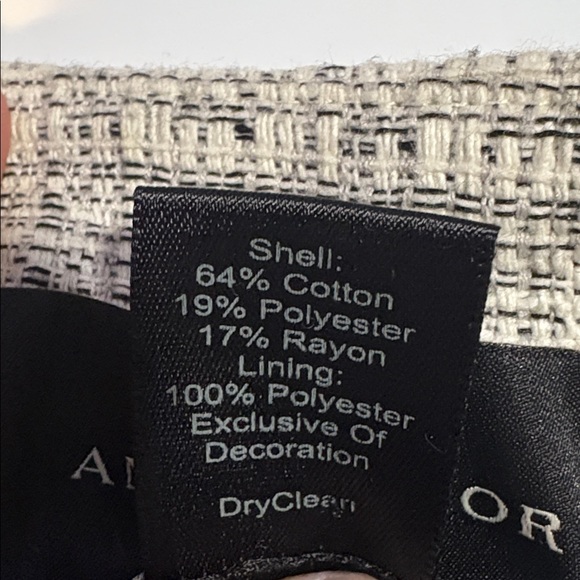 Shell:
64% Cotton
19% Polyester
17% Rayon
Lining:
100% Polyester
Exclusive Of
Decoration
DryClean